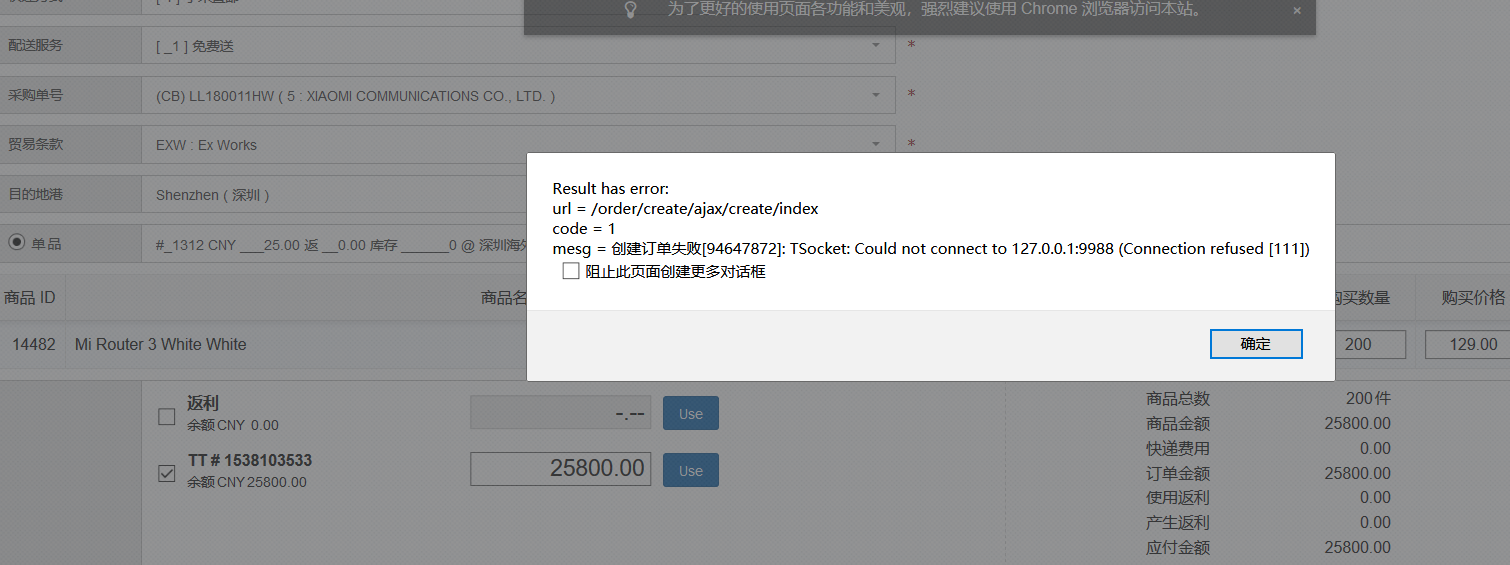 为了更好的使用页面各功能和美观，强烈建议使用 Chrome 浏览器访问本站。 ×
配送服务 [ _1 ] 免费送 *
采购单号 (CB) LL180011HW ( 5 : XIAOMI COMMUNICATIONS CO., LTD. ) *
贸易条款 EXW : Ex Works *
目的地港 Shenzhen ( 深圳 )
单品 #_1312 CNY ___25.00 返 __0.00 库存 ______0 @ 深圳海外
Result has error:
url = /order/create/ajax/create/index
code = 1
mesg = 创建订单失败[94647872]: TSocket: Could not connect to 127.0.0.1:9988 (Connection refused [111])
阻止此页面创建更多对话框
确定
商品 ID 商品名 购买数量 购买价格
14482 Mi Router 3 White White 200 129.00
返利 -.-- Use
余额 CNY 0.00
TT # 1538103533 25800.00 Use
余额 CNY 25800.00
商品总数 200 件
商品金额 25800.00
快递费用 0.00
订单金额 25800.00
使用返利 0.00
产生返利 0.00
应付金额 25800.00